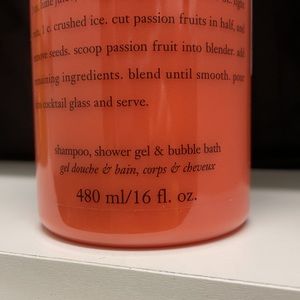 lime juice, light
1 c. crushed ice. cut passion fruits in half, and
remove seeds. scoop passion fruit into blender. add
remaining ingredients. blend until smooth. pour
cocktail glass and serve.
shampoo, shower gel & bubble bath
gel douche & bain, corps & cheveux
480 ml/16 fl. oz.